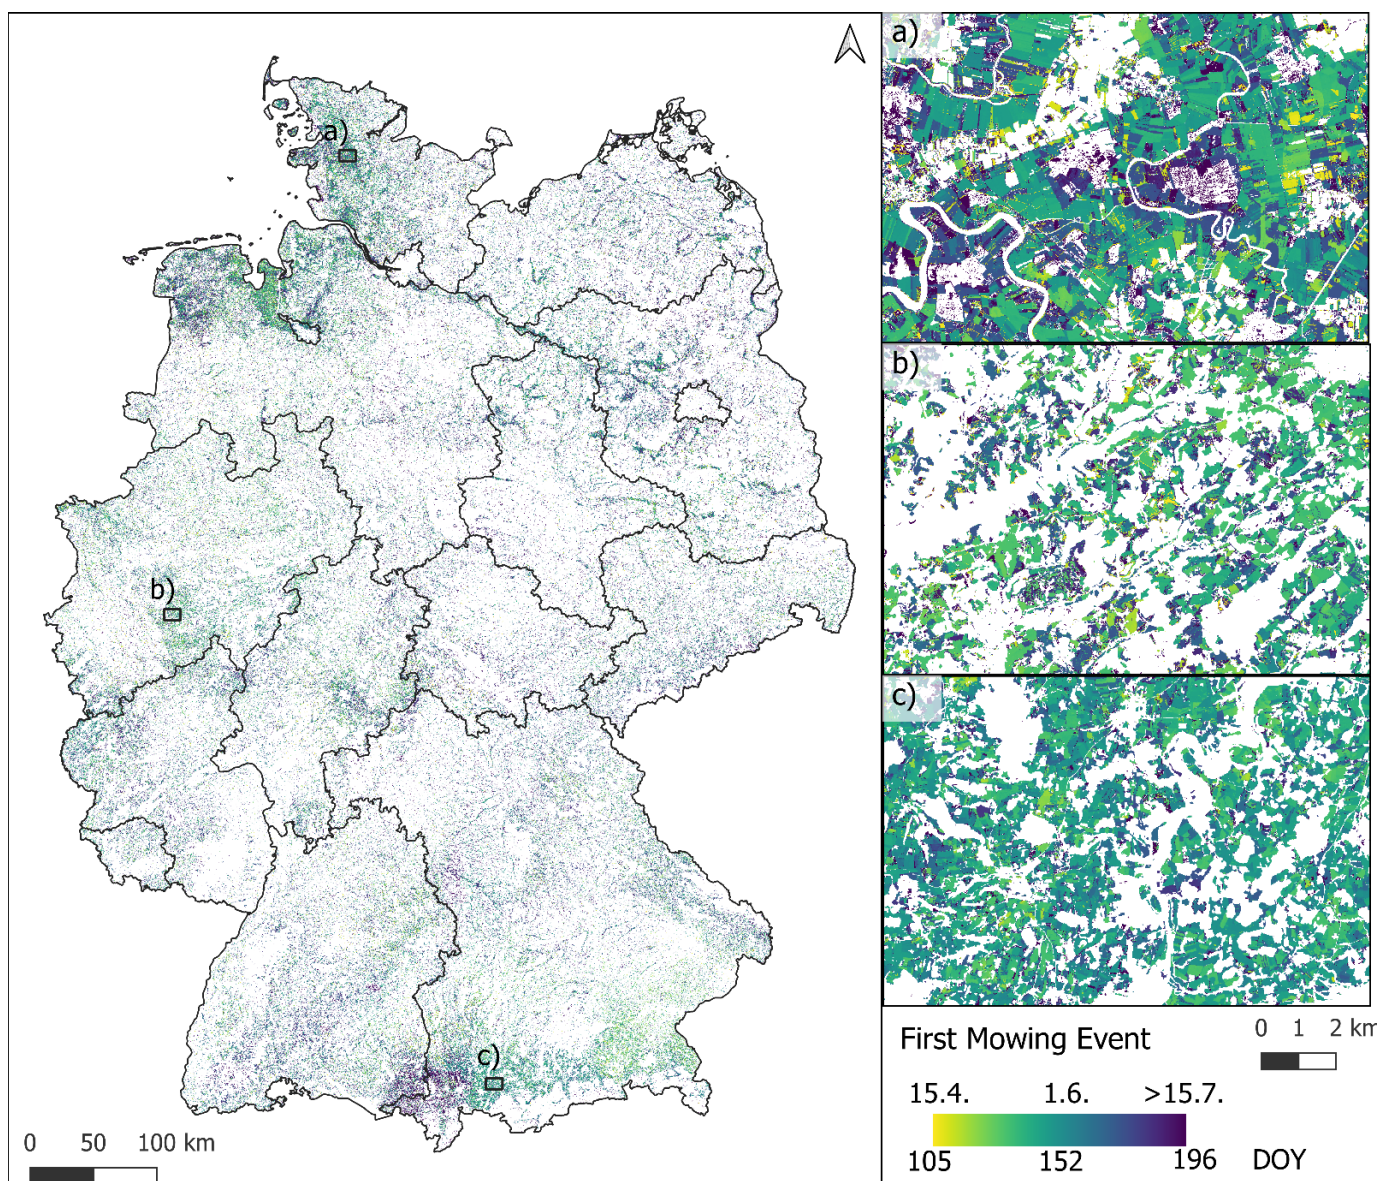 a)
b)
c)
0 50 100 km
a)
b)
c)
First Mowing Event
0 1 2 km
15.4. 1.6. >15.7.
105 152 196 DOY